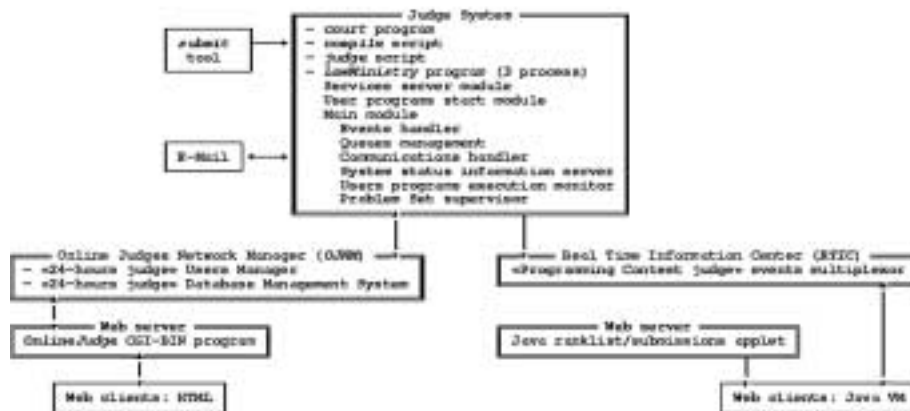 Judge System
- court program
- compile script
- judge script
- LawMinistry program (3 process)
Services server module
User programs start module
Main module
Events handler
Queues management
Communications handler
System status information server
Users programs execution monitor
Problem Set supervisor
submit
tool
E-Mail
Online Judges Network Manager (OJNM)
- «24-hours judge» Users Manager
- «24-hours judge» Database Management System
Real Time Information Center (RTIC)
«Programming Contest judge» events multiplexor
Web server
OnlineJudge CGI-BIN program
Web server
Java ranklist/submissions applet
Web clients: HTML
Web clients: Java VM